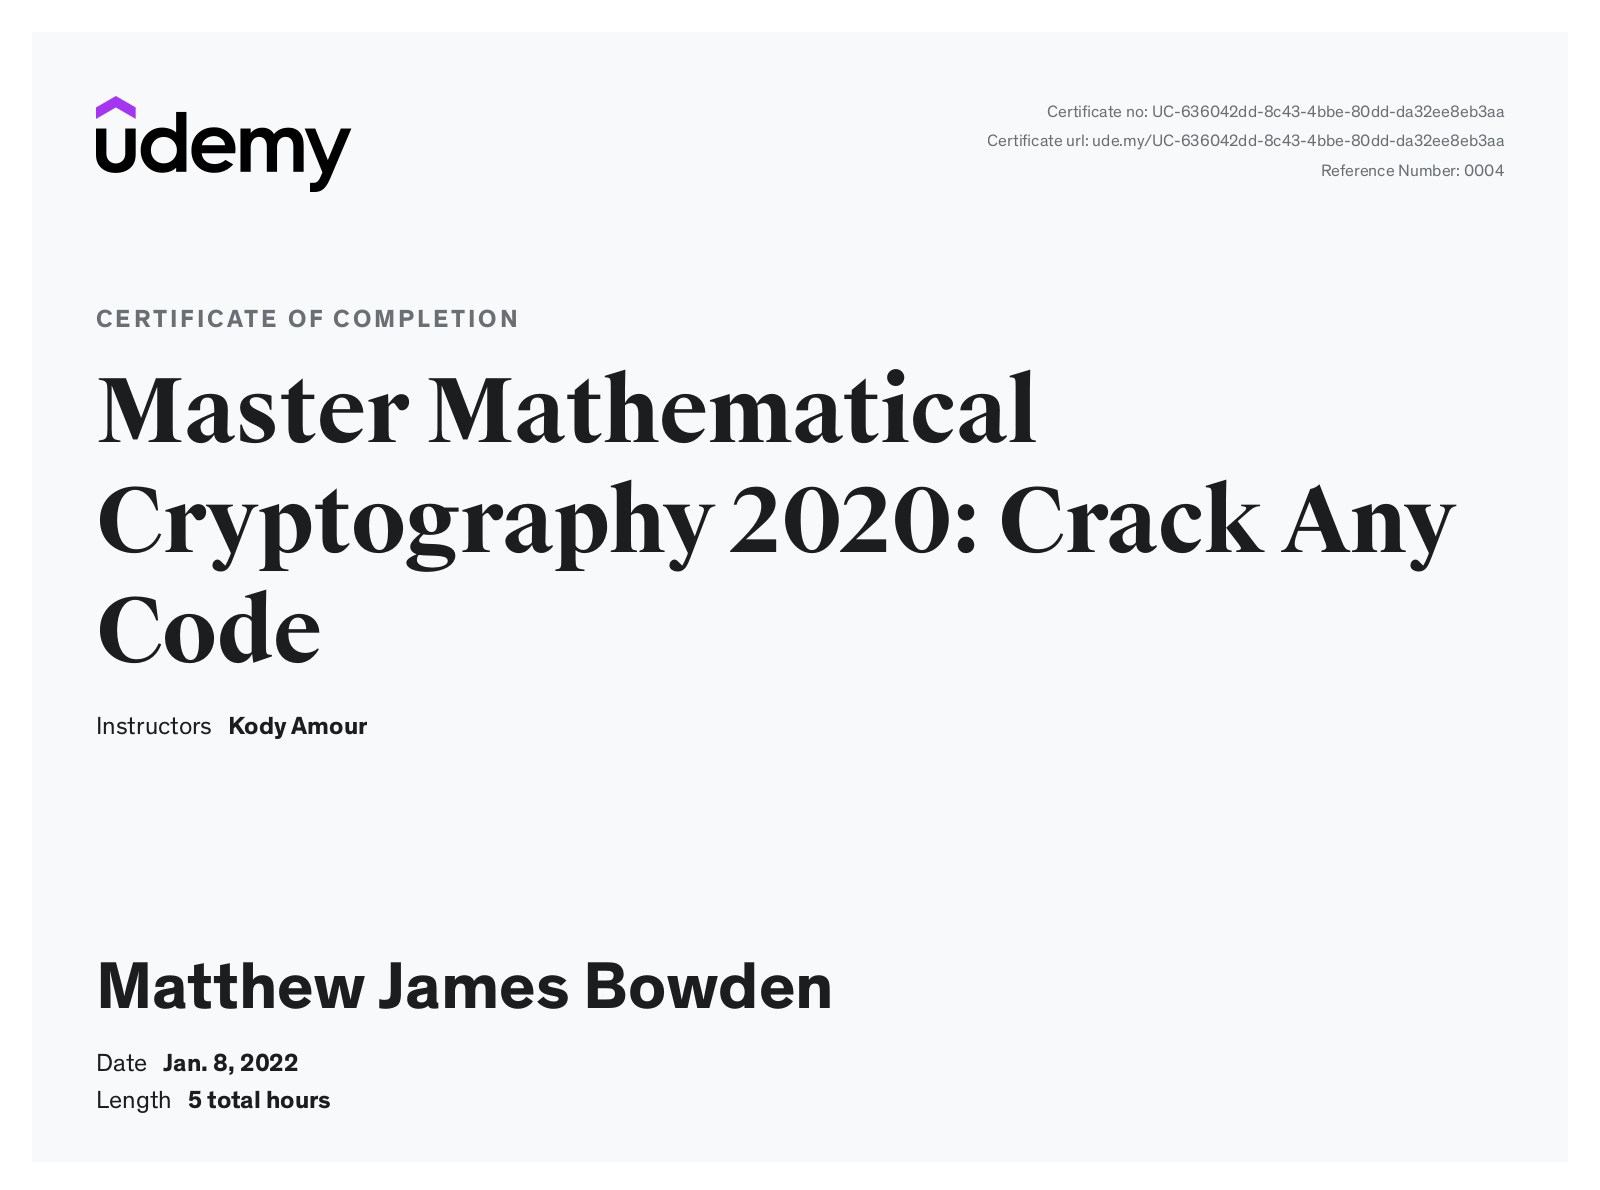 udemy
Certificate no: UC-636042dd-8c43-4bbe-80dd-da32ee8eb3aa
Certificate url: ude.my/UC-636042dd-8c43-4bbe-80dd-da32ee8eb3aa
Reference Number: 0004
CERTIFICATE OF COMPLETION
Master Mathematical
Cryptography 2020: Crack Any
Code
Instructors Kody Amour
Matthew James Bowden
Date Jan. 8, 2022
Length 5 total hours